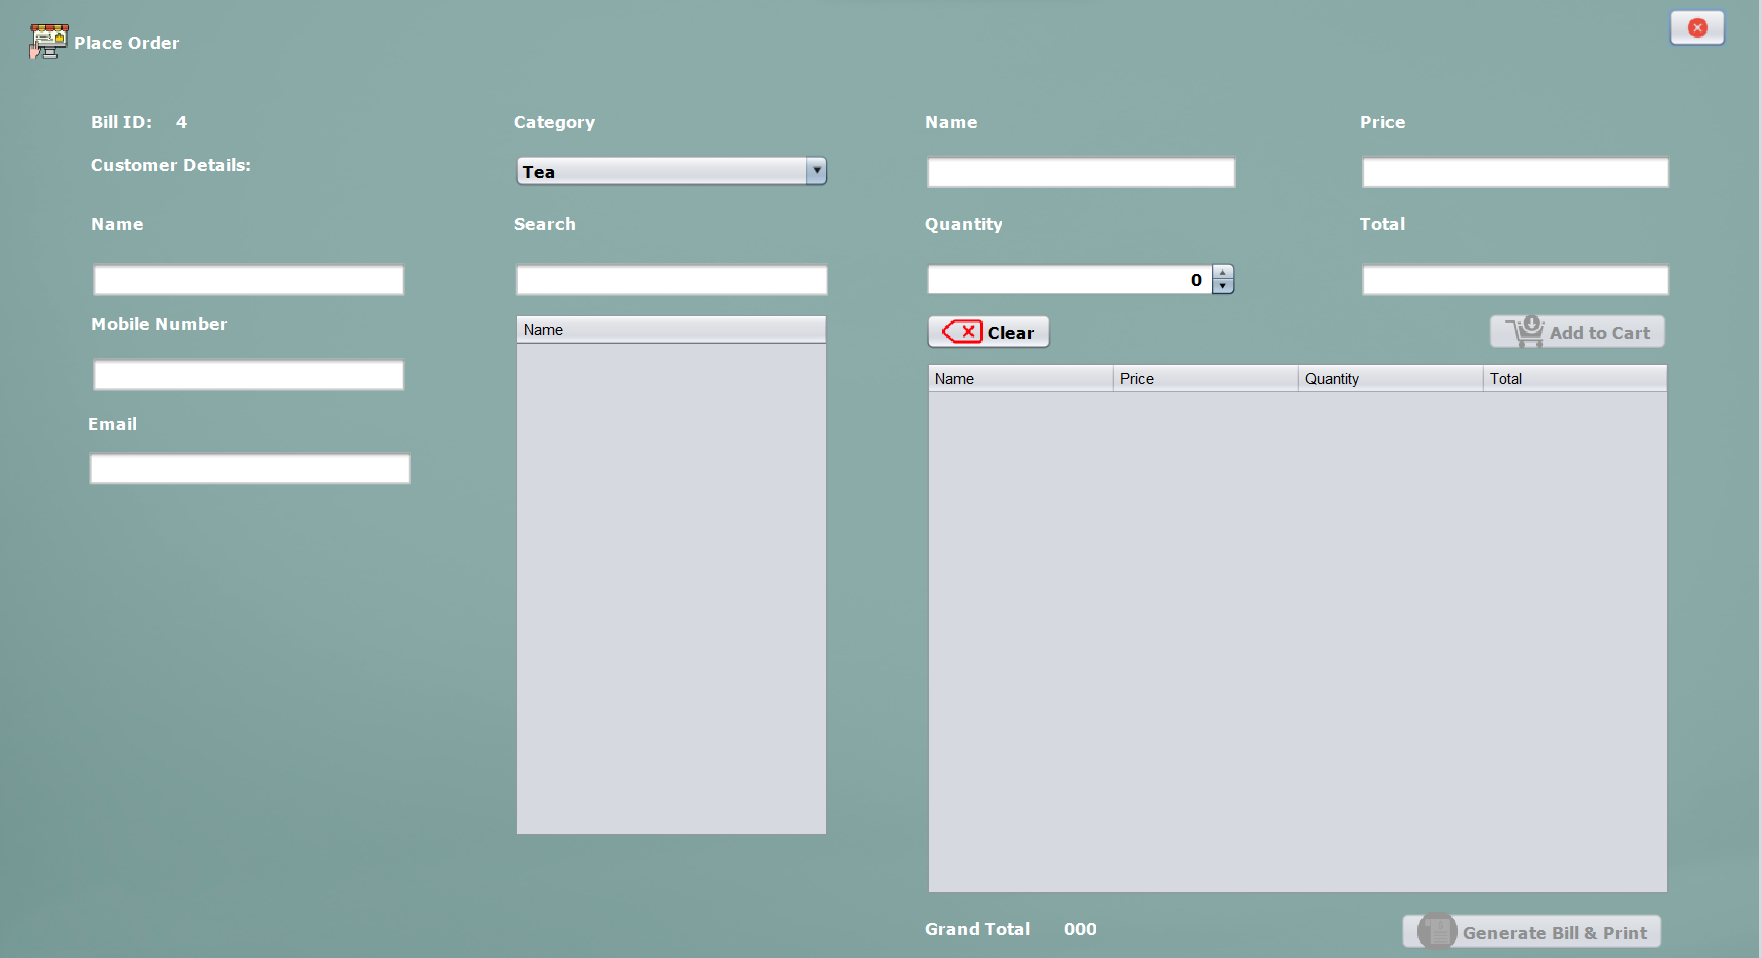 Place Order
Bill ID: 4
Customer Details:
Name
Mobile Number
Email
Category
Tea
Search
Name
Name
Price
Quantity
0
Total
Clear
Add to Cart
Name Price Quantity Total
Grand Total 000
Generate Bill & Print